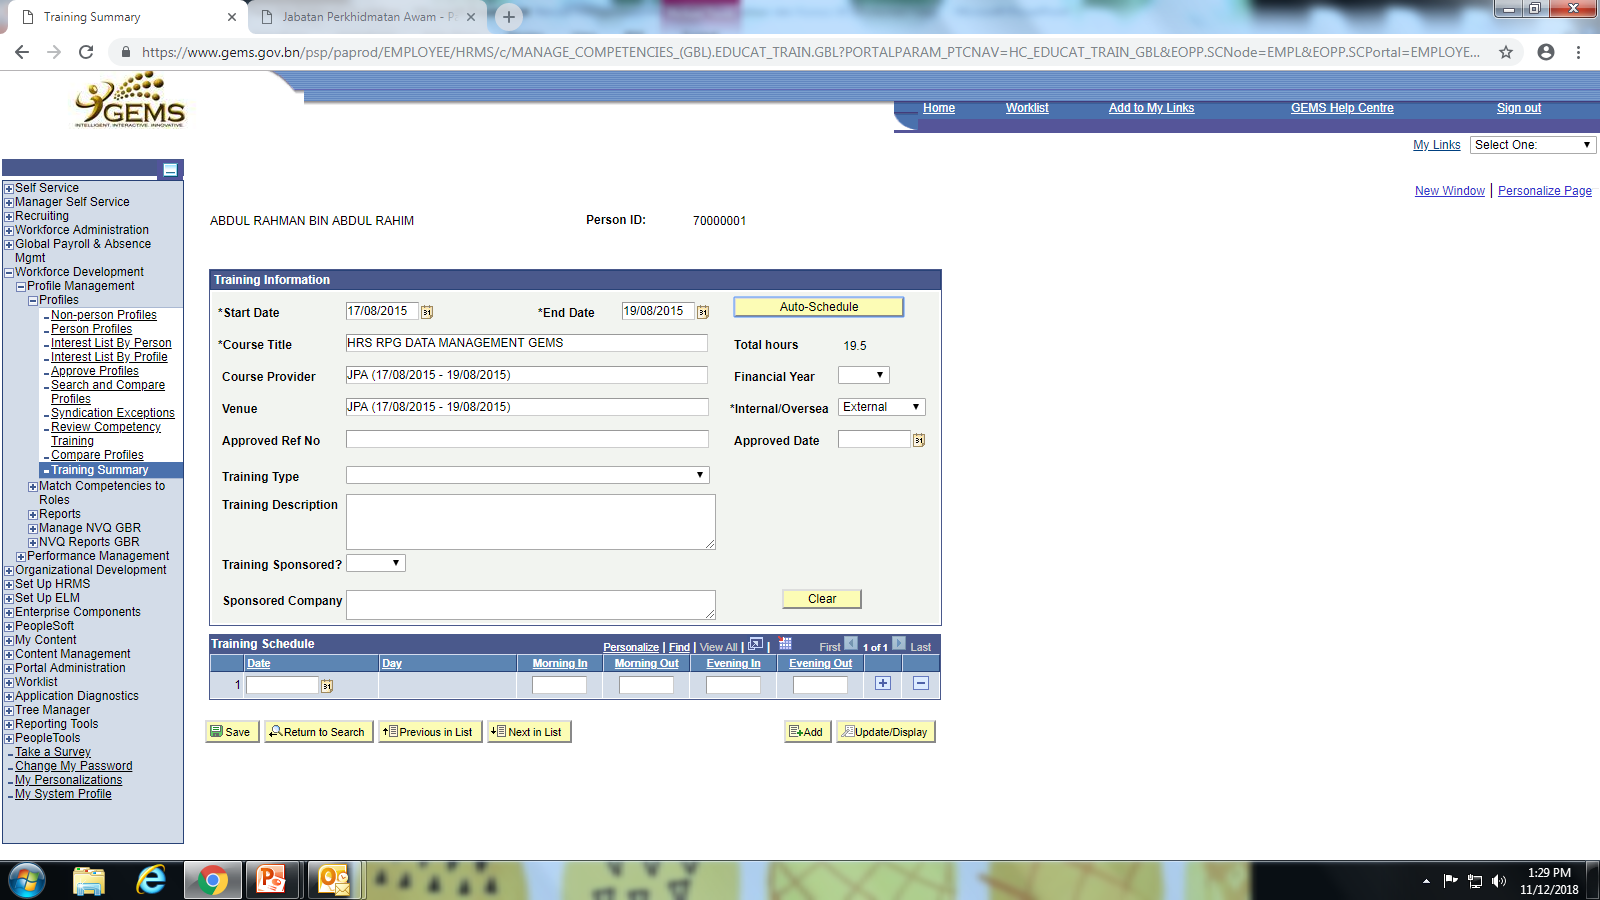 Training Summary
Jabatan Perkhidmatan Awam - P
https://www.gems.gov.bn/psp/paprod/EMPLOYEE/HRMS/c/MANAGE_COMPETENCIES_(GBL).EDUCAT_TRAIN.GBL?PORTALPARAM_PTCNAV=HC_EDUCAT_TRAIN_GBL&EOPP.SCNode=EMPL&EOPP.SCPortal=EMPLOYE...
GEMS
INTELLIGENT. INTERACTIVE. INNOVATIVE.
Home Worklist Add to My Links GEMS Help Centre Sign out
My Links Select One:
New Window | Personalize Page
Self Service
Manager Self Service
Recruiting
Workforce Administration
Global Payroll & Absence
Mgmt
Workforce Development
Profile Management
Profiles
Non-person Profiles
Person Profiles
Interest List By Person
Interest List By Profile
Approve Profiles
Search and Compare
Profiles
Syndication Exceptions
Review Competency
Training
Compare Profiles
Training Summary
Match Competencies to
Roles
Reports
Manage NVQ GBR
NVQ Reports GBR
Performance Management
Organizational Development
Set Up HRMS
Set Up ELM
Enterprise Components
PeopleSoft
My Content
Content Management
Portal Administration
Worklist
Application Diagnostics
Tree Manager
Reporting Tools
PeopleTools
Take a Survey
Change My Password
My Personalizations
My System Profile
ABDUL RAHMAN BIN ABDUL RAHIM Person ID: 70000001
Training Information
*Start Date 17/08/2015 31 *End Date 19/08/2015 31 Auto-Schedule
*Course Title HRS RPG DATA MANAGEMENT GEMS Total hours 19.5
Course Provider JPA (17/08/2015 - 19/08/2015) Financial Year
Venue JPA (17/08/2015 - 19/08/2015) *Internal/Oversea External
Approved Ref No Approved Date 31
Training Type
Training Description
Training Sponsored?
Sponsored Company Clear
Training Schedule Personalize | Find | View All | | First 1 of 1 Last
Date Day Morning In Morning Out Evening In Evening Out
1 31
Save Return to Search Previous in List Next in List Add Update/Display
1:29 PM
11/12/2018